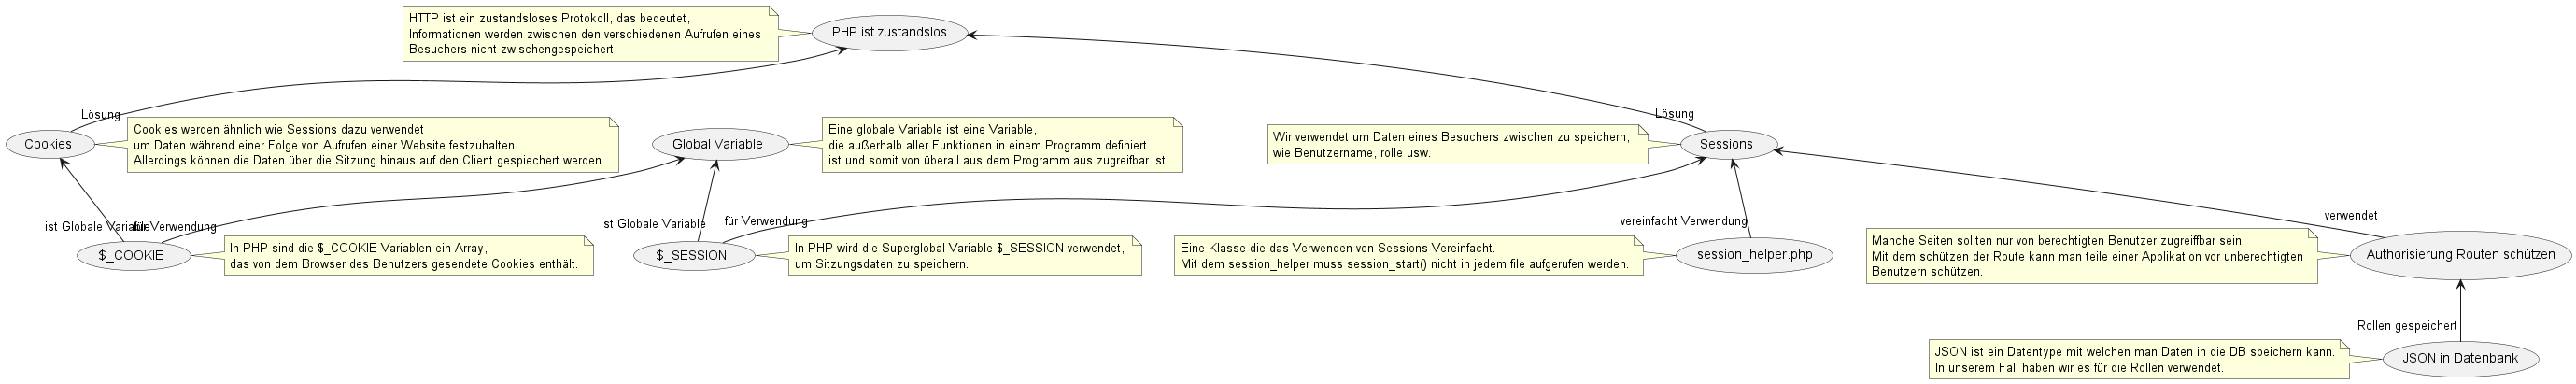 HTTP ist ein zustandsloses Protokoll, das bedeutet,
Informationen werden zwischen den verschiedenen Aufrufen eines
Besuchers nicht zwischengespeichert
PHP ist zustandslos
Lösung
Lösung
Cookies
Cookies werden ähnlich wie Sessions dazu verwendet
um Daten während einer Folge von Aufrufen einer Website festzuhalten.
Allerdings können die Daten über die Sitzung hinaus auf den Client gespiechert werden.
Global Variable
Eine globale Variable ist eine Variable,
die außerhalb aller Funktionen in einem Programm definiert
ist und somit von überall aus dem Programm aus zugreifbar ist.
Wir verwendet um Daten eines Besuchers zwischen zu speichern,
wie Benutzername, rolle usw.
Sessions
ist Globale Variable
für Verwendung
ist Globale Variable
für Verwendung
vereinfacht Verwendung
verwendet
$_COOKIE
In PHP sind die $_COOKIE-Variablen ein Array,
das von dem Browser des Benutzers gesendete Cookies enthält.
$_SESSION
In PHP wird die Superglobal-Variable $_SESSION verwendet,
um Sitzungsdaten zu speichern.
Eine Klasse die das Verwenden von Sessions Vereinfacht.
Mit dem session_helper muss session_start() nicht in jedem file aufgerufen werden.
session_helper.php
Manche Seiten sollten nur von berechtigten Benutzer zugreiffbar sein.
Mit dem schützen der Route kann man teile einer Applikation vor unberechtigten
Benutzern schützen.
Authorisierung Routen schützen
Rollen gespeichert
JSON ist ein Datentype mit welchen man Daten in die DB speichern kann.
In unserem Fall haben wir es für die Rollen verwendet.
JSON in Datenbank